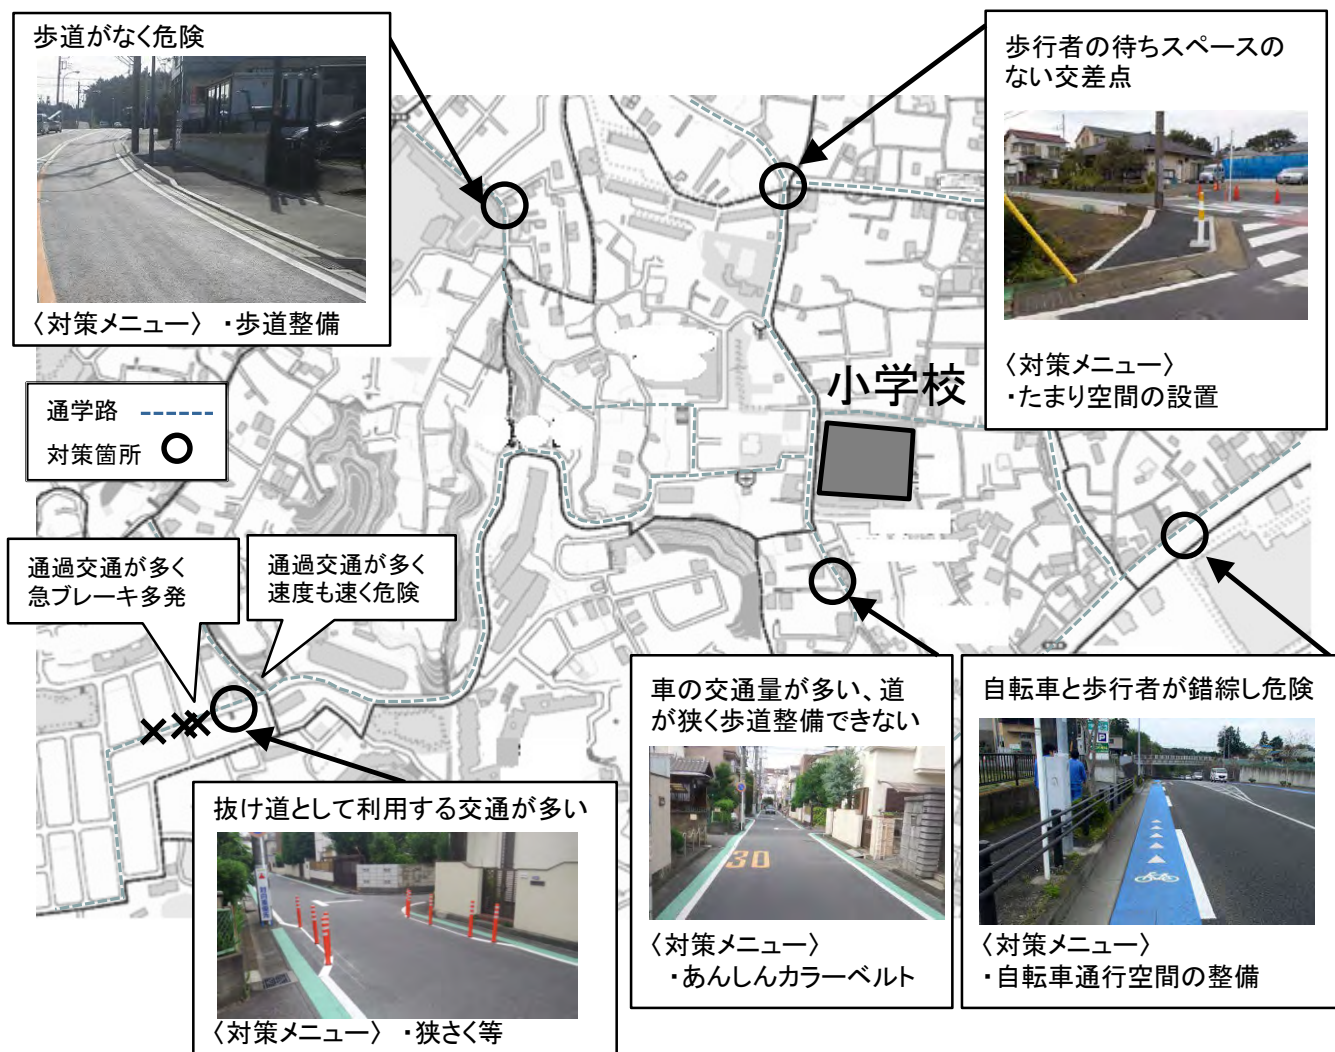 歩道がなく危険
〈対策メニュー〉 ・歩道整備
歩行者の待ちスペースの
ない交差点
〈対策メニュー〉
・たまり空間の設置
小学校
通学路
対策箇所
通過交通が多く
急ブレーキ多発
通過交通が多く
速度も速く危険
抜け道として利用する交通が多い
〈対策メニュー〉 ・狭さく等
車の交通量が多い、道
が狭く歩道整備できない
30
〈対策メニュー〉
・あんしんカラーベルト
自転車と歩行者が錯綜し危険
P
〈対策メニュー〉
・自転車通行空間の整備